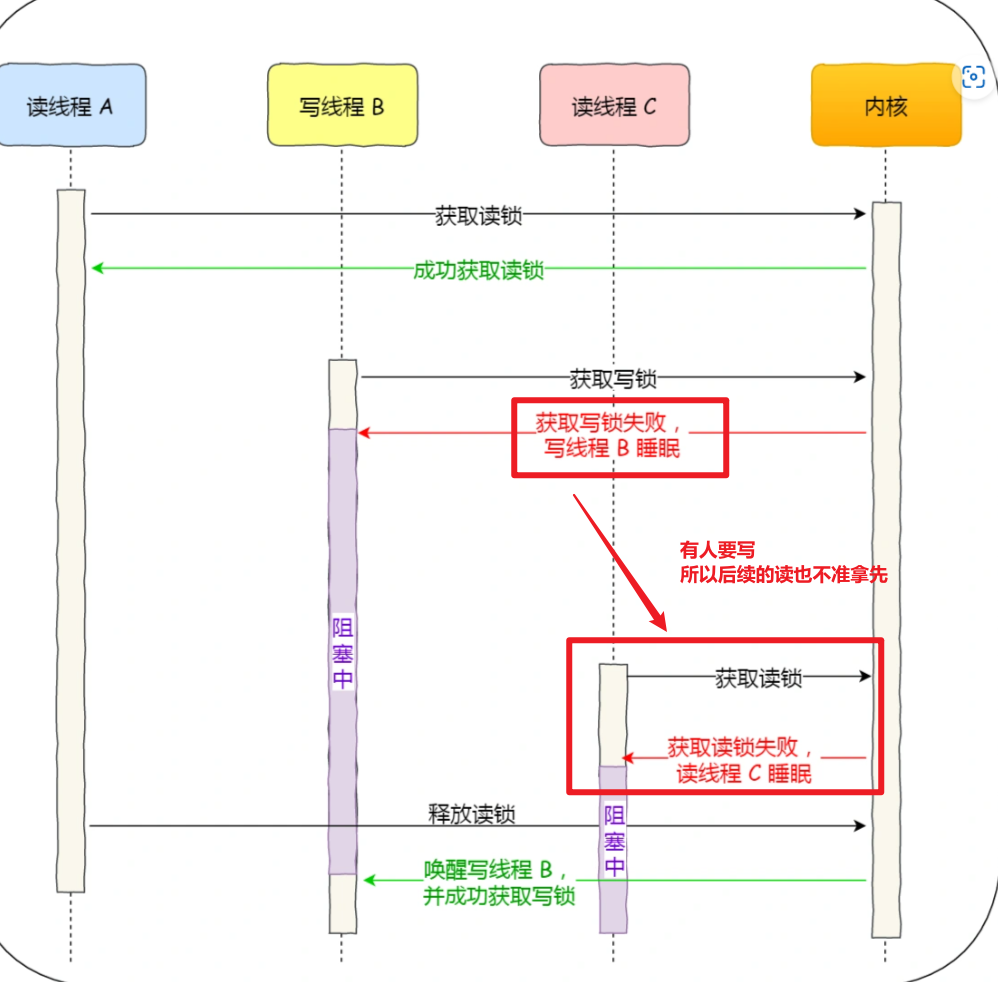 读线程 A
写线程 B
读线程 C
内核
获取读锁
成功获取读锁
获取写锁
获取写锁失败，
写线程 B 睡眠
有人要写
所以后续的读也不准拿先
阻塞中
获取读锁
获取读锁失败，
读线程 C 睡眠
释放读锁
阻塞中
唤醒写线程 B，
并成功获取写锁